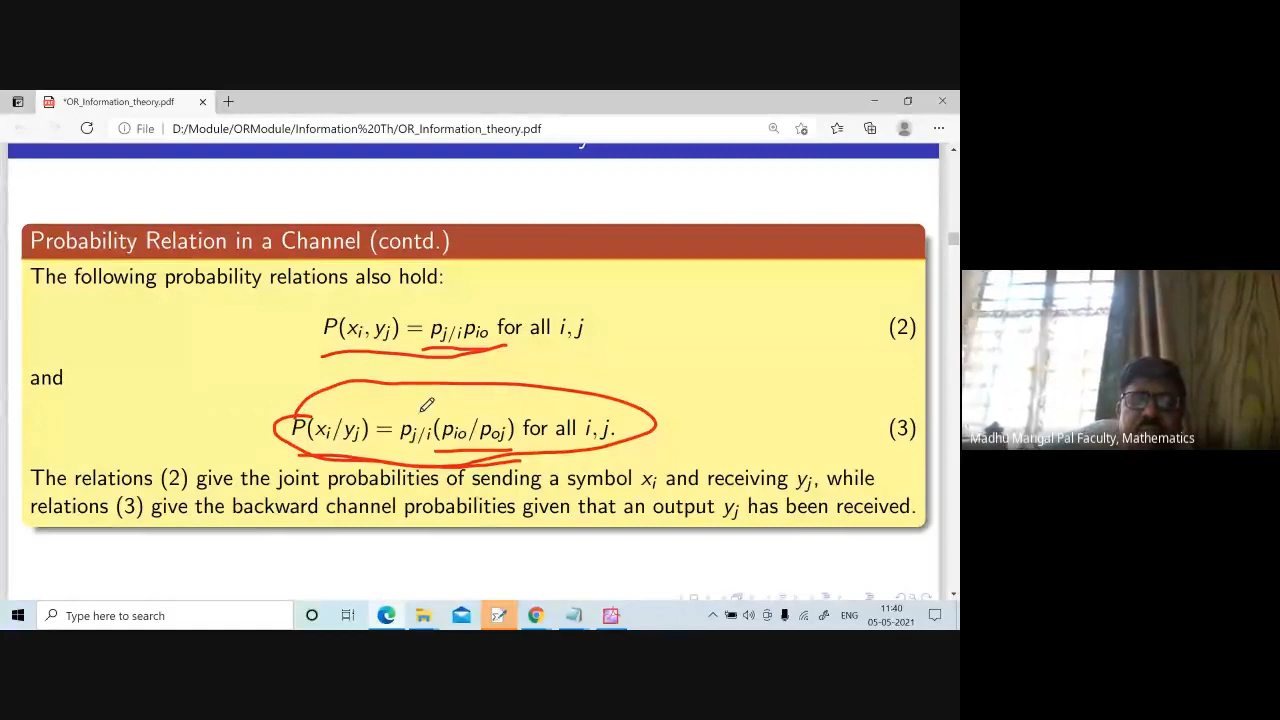 *OR_Information_theory.pdf
File D:/Module/ORModule/Information%20Th/OR_Information_theory.pdf
Probability Relation in a Channel (contd.)
The following probability relations also hold:
P(xᵢ, yⱼ) = pⱼ/ᵢpᵢₒ for all i, j (2)
and
P(xᵢ/yⱼ) = pⱼ/ᵢ(pᵢₒ/pₒⱼ) for all i, j. (3)
The relations (2) give the joint probabilities of sending a symbol xᵢ and receiving yⱼ, while
relations (3) give the backward channel probabilities given that an output yⱼ has been received.
Madhu Mangal Pal Faculty, Mathematics
Type here to search
ENG
11:40
05-05-2021